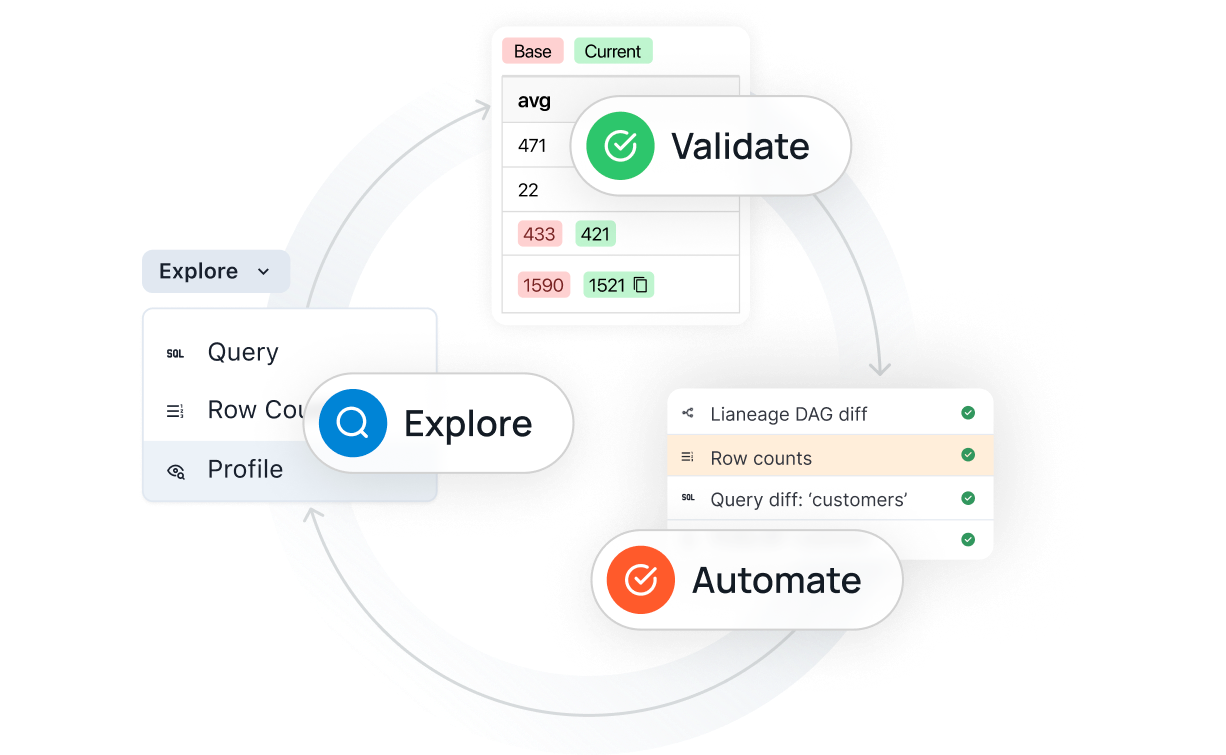 Base Current
avg
471
22
433 421
1590 1521
Validate
Explore
SQL Query
Row Cou
Profile
Explore
Lianeage DAG diff
Row counts
SQL Query diff: ‘customers’
Automate